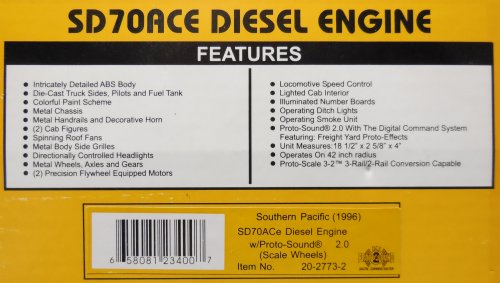 SD70ACE DIESEL ENGINE
FEATURES
Intricately Detailed ABS Body
Die-Cast Truck Sides, Pilots and Fuel Tank
Colorful Paint Scheme
Metal Chassis
Metal Handrails and Decorative Horn
(2) Cab Figures
Spinning Roof Fans
Metal Body Side Grilles
Directionally Controlled Headlights
Metal Wheels, Axles and Gears
(2) Precision Flywheel Equipped Motors
Locomotive Speed Control
Lighted Cab Interior
Illuminated Number Boards
Operating Ditch Lights
Operating Smoke Unit
Proto-Sound® 2.0 With The Digital Command System
Featuring: Freight Yard Proto-Effects
Unit Measures:18 1/2" x 2 5/8" x 4"
Operates On 42 inch radius
Proto-Scale 3-2™ 3-Rail/2-Rail Conversion Capable
Southern Pacific (1996)
SD70ACe Diesel Engine
w/Proto-Sound® 2.0
(Scale Wheels)
Item No. 20-2773-2
6 58081 23400 7
2